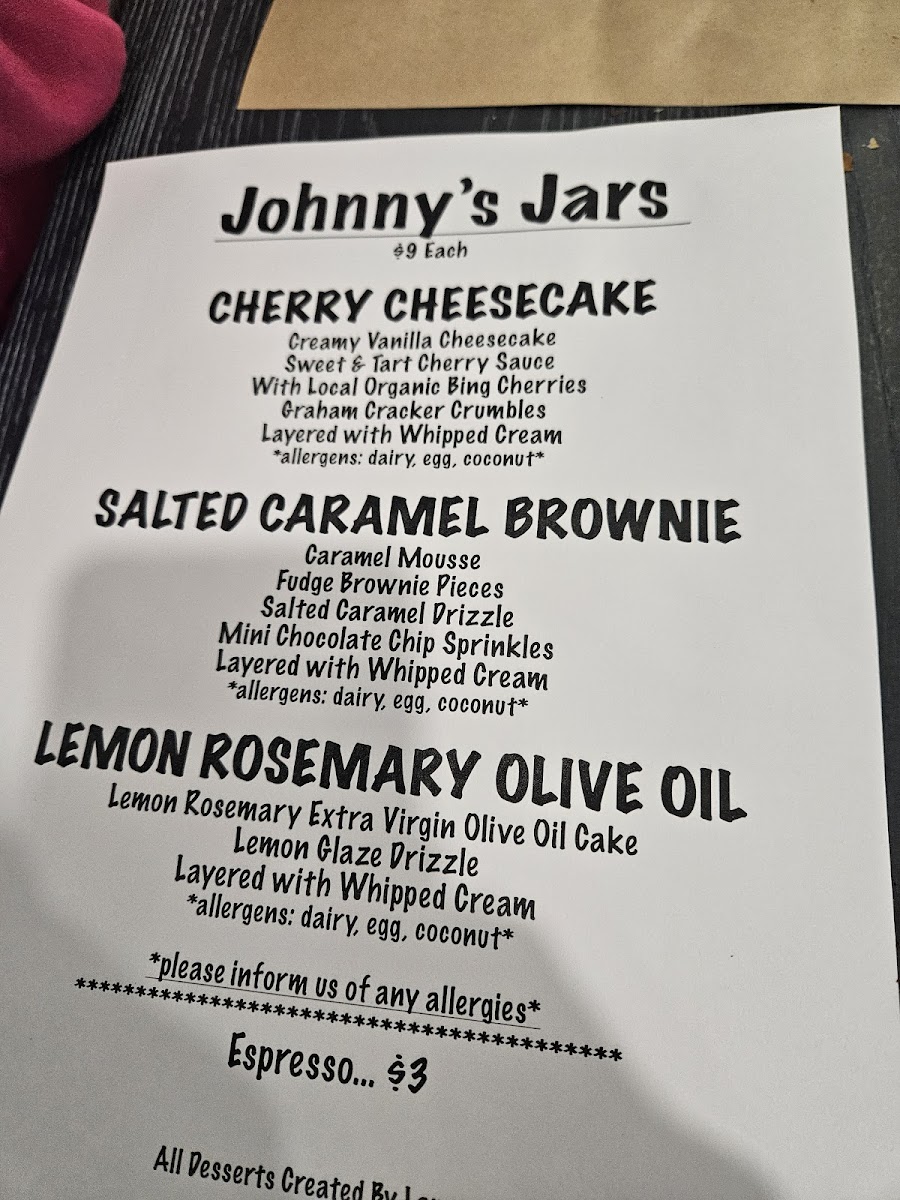 Johnny's Jars
$9 Each
CHERRY CHEESECAKE
Creamy Vanilla Cheesecake
Sweet & Tart Cherry Sauce
With Local Organic Bing Cherries
Graham Cracker Crumbles
Layered with Whipped Cream
*allergens: dairy, egg, coconut*
SALTED CARAMEL BROWNIE
Caramel Mousse
Fudge Brownie Pieces
Salted Caramel Drizzle
Mini Chocolate Chip Sprinkles
Layered with Whipped Cream
*allergens: dairy, egg, coconut*
LEMON ROSEMARY OLIVE OIL
Lemon Rosemary Extra Virgin Olive Oil Cake
Lemon Glaze Drizzle
Layered with Whipped Cream
*allergens: dairy, egg, coconut*
*please inform us of any allergies*
****************************************
Espresso... $3
All Desserts Created By